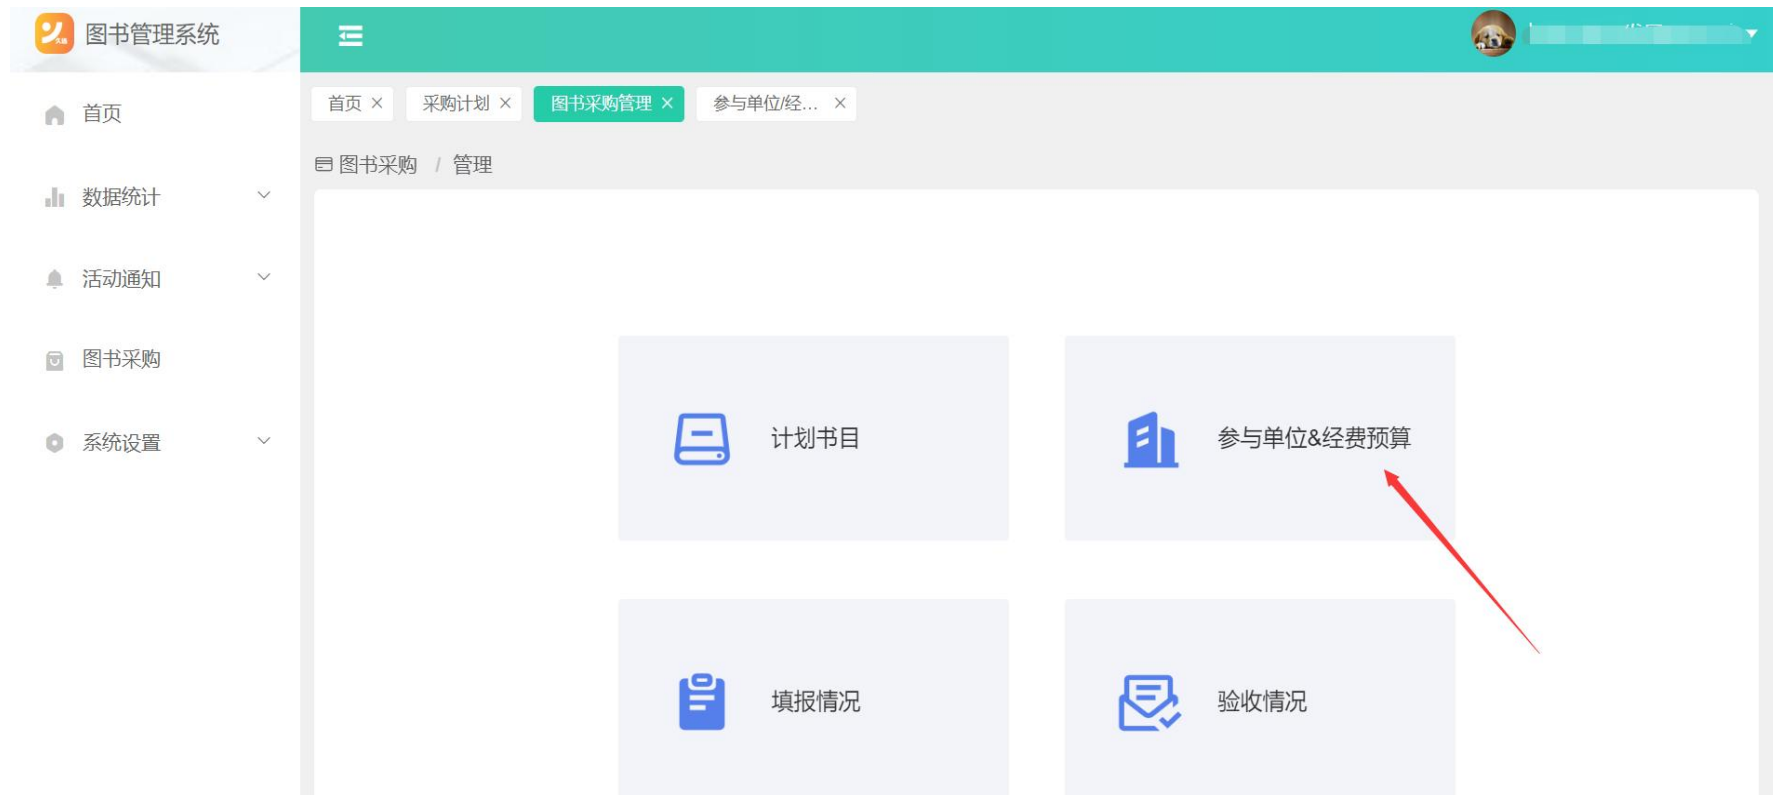 图书管理系统
首页
数据统计
活动通知
图书采购
系统设置
首页
采购计划
图书采购管理
参与单位/经...
图书采购 / 管理
计划书目
参与单位&经费预算
填报情况
验收情况